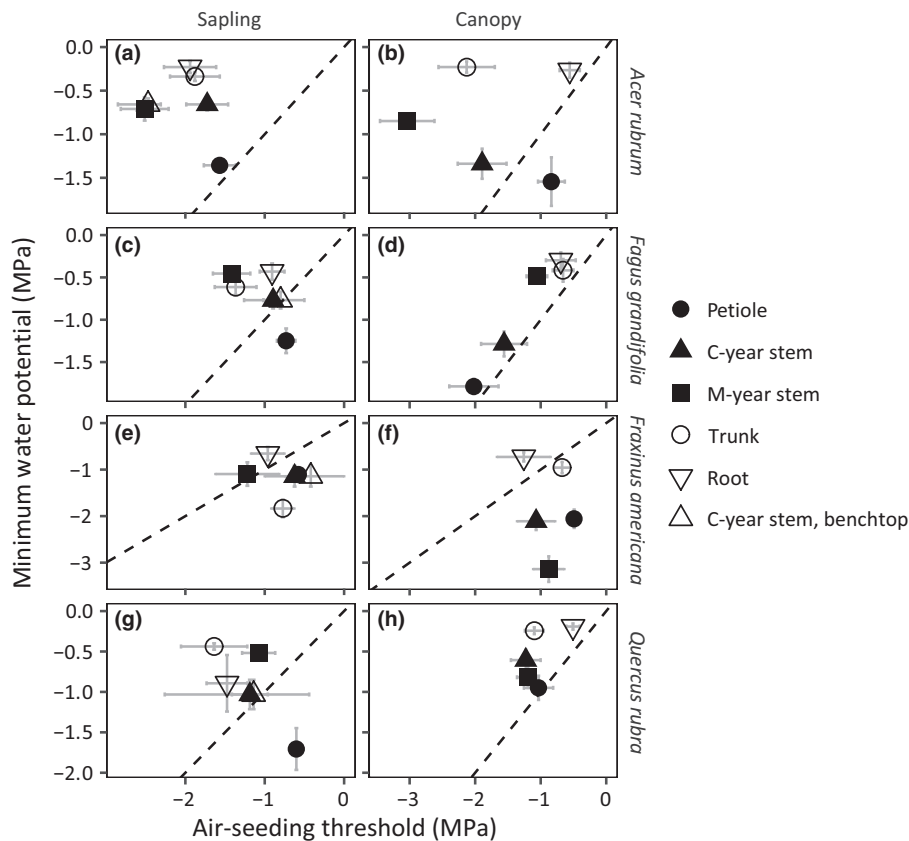 Sapling
Canopy
Minimum water potential (MPa)
(a)
0.0
−0.5
−1.0
−1.5
(b)
Acer rubrum
(c)
0.0
−0.5
−1.0
−1.5
(d)
Fagus grandifolia
(e)
0
−1
−2
−3
(f)
Fraxinus americana
(g)
0.0
−0.5
−1.0
−1.5
−2.0
(h)
Quercus rubra
−2
−1
0
−3
−2
−1
0
Air-seeding threshold (MPa)
Petiole
C-year stem
M-year stem
Trunk
Root
C-year stem, benchtop